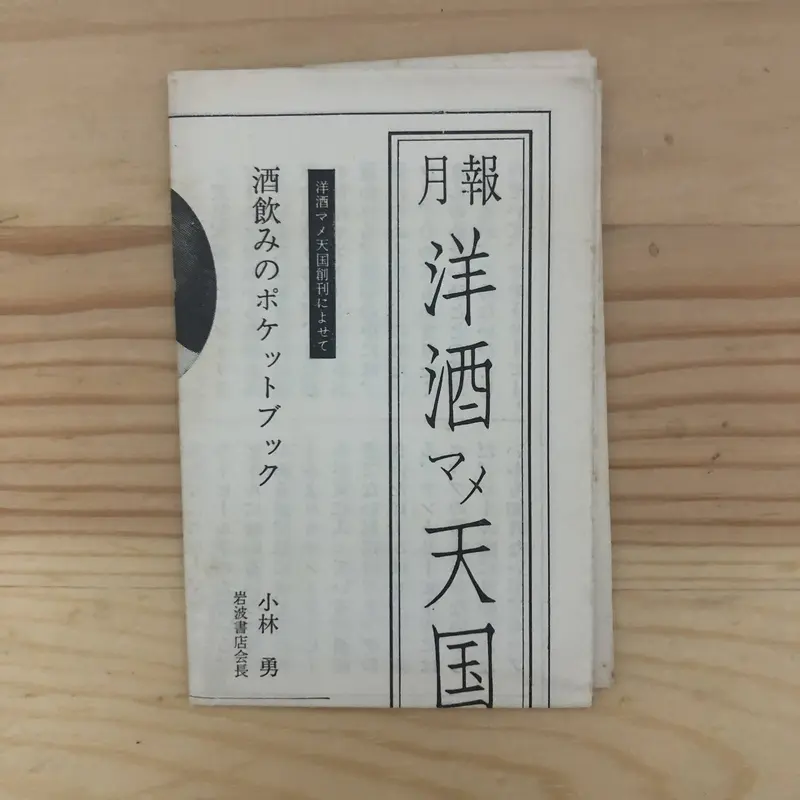 月報
洋酒マメ天国
洋酒マメ天国創刊によせて
酒飲みのポケットブック
小林 勇
岩波書店会長